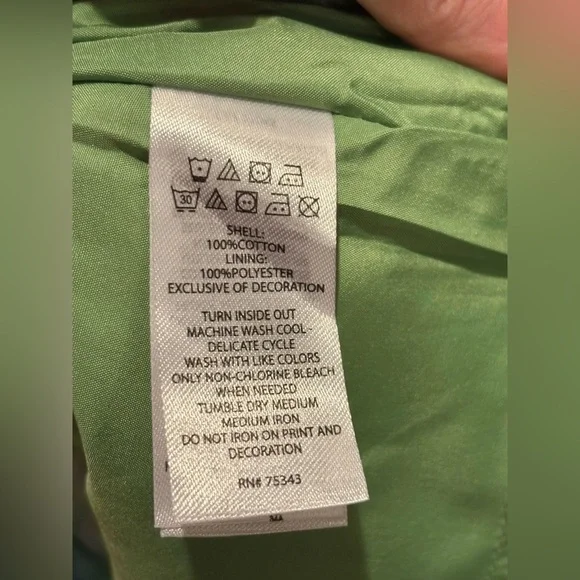 30
SHELL:
100%COTTON
LINING:
100%POLYESTER
EXCLUSIVE OF DECORATION
TURN INSIDE OUT
MACHINE WASH COOL -
DELICATE CYCLE
WASH WITH LIKE COLORS
ONLY NON-CHLORINE BLEACH
WHEN NEEDED
TUMBLE DRY MEDIUM
MEDIUM IRON
DO NOT IRON ON PRINT AND
DECORATION
RN# 75343